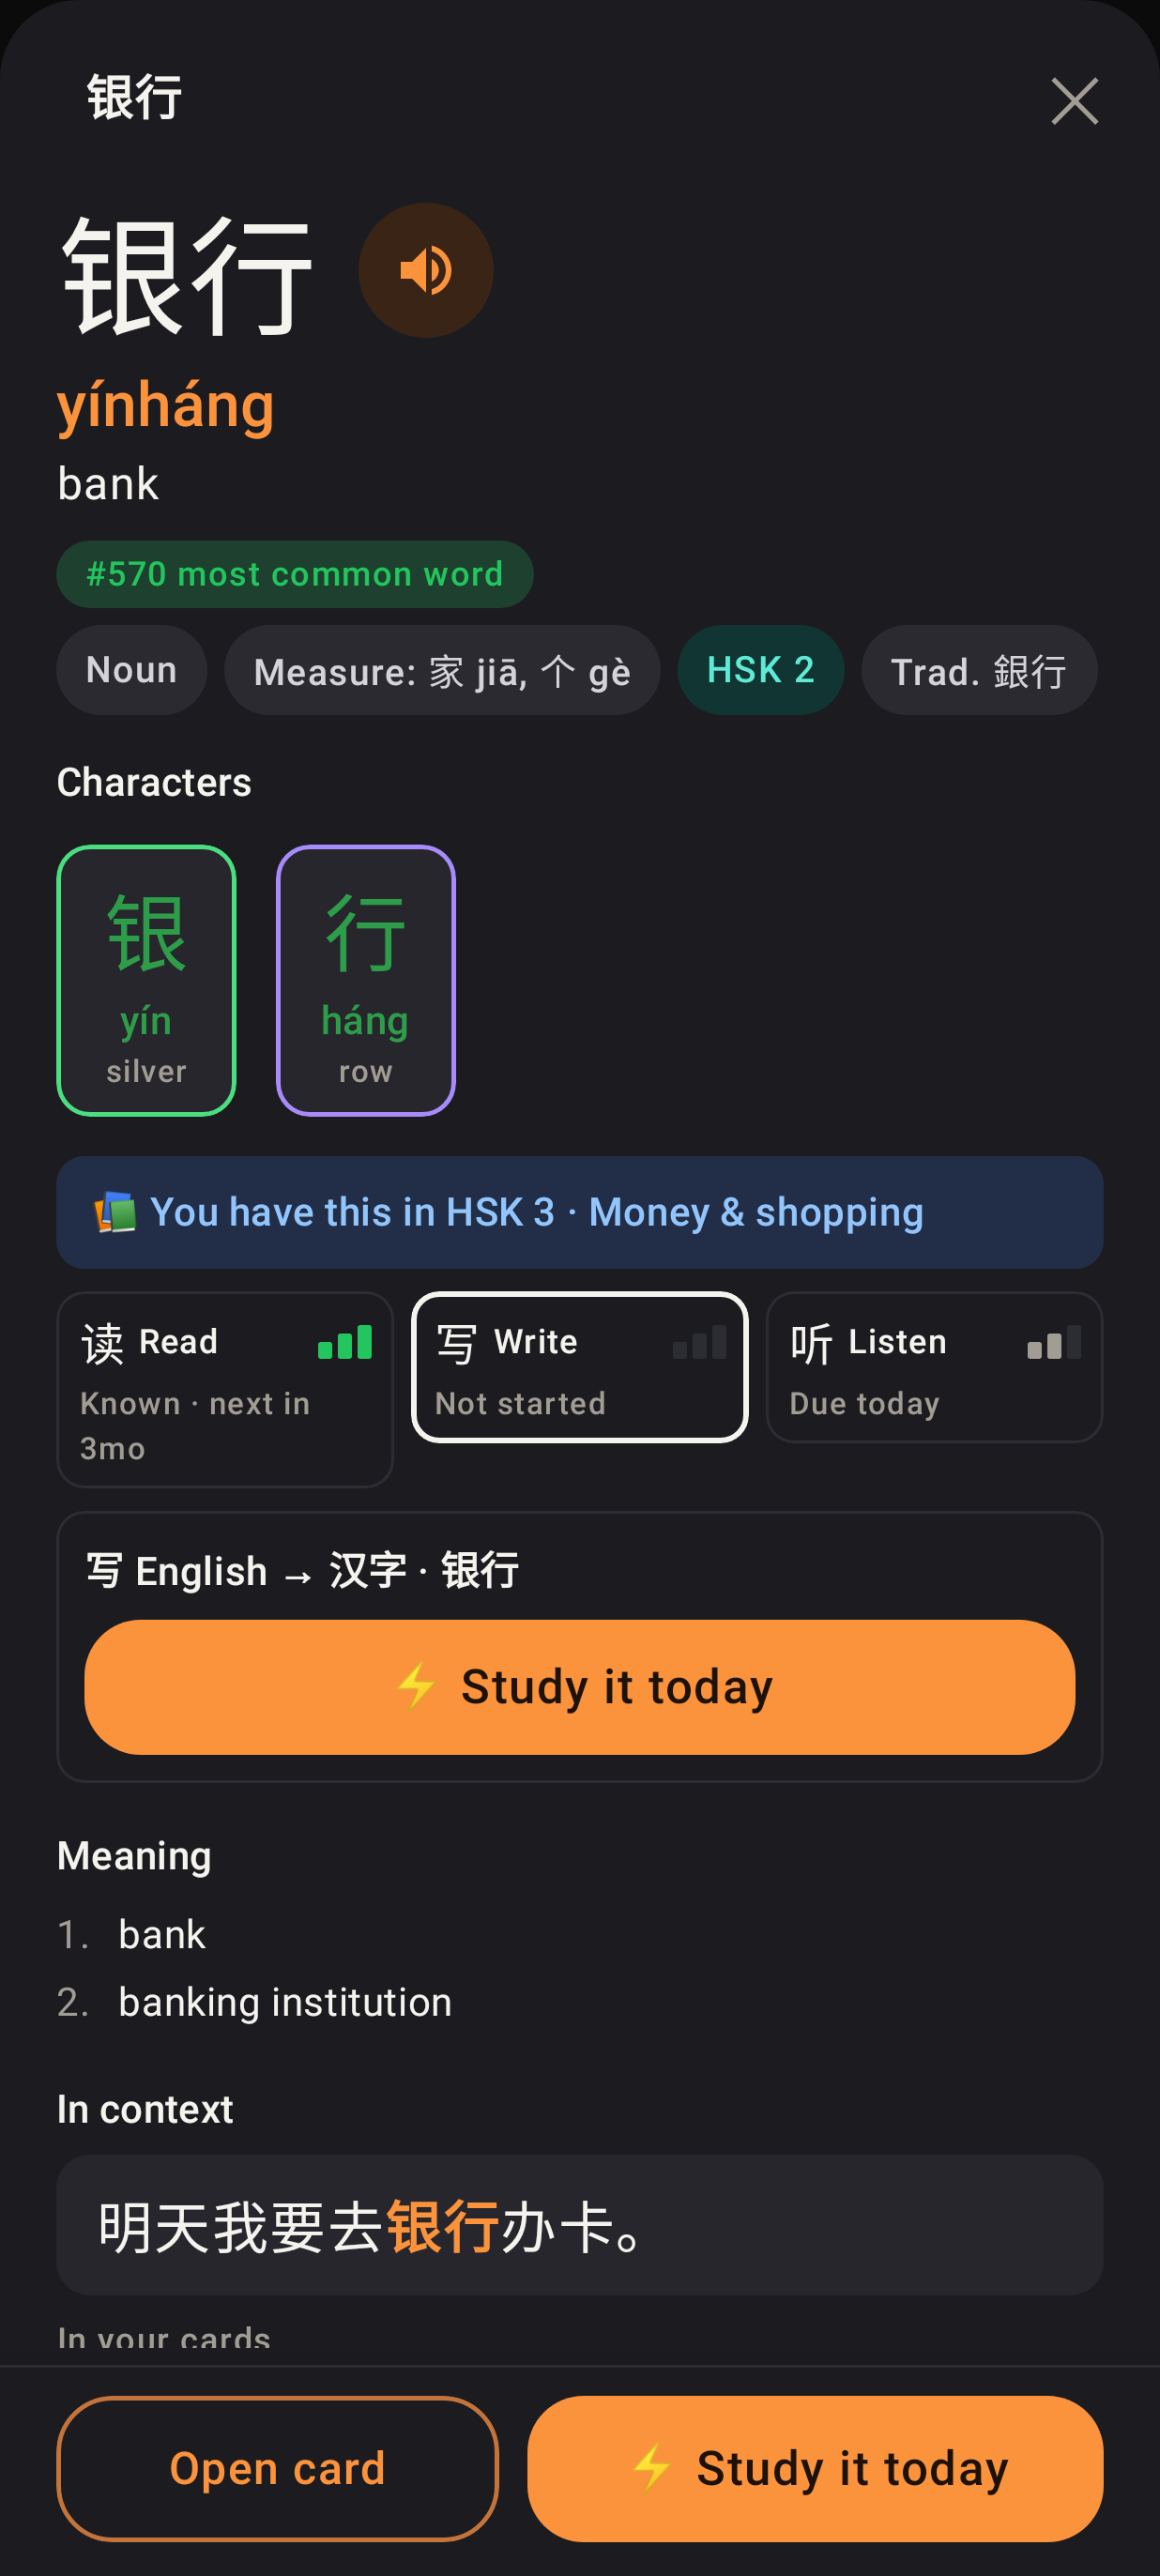 银行
银行
yínháng
bank
#570 most common word
Noun
Measure: 家 jiā, 个 gè
HSK 2
Trad. 銀行
Characters
银
yín
silver
行
háng
row
You have this in HSK 3 · Money & shopping
读 Read
Known · next in
3mo
写 Write
Not started
听 Listen
Due today
写 English → 汉字 · 银行
⚡ Study it today
Meaning
1. bank
2. banking institution
In context
明天我要去银行办卡。
In your cards
Open card
⚡ Study it today